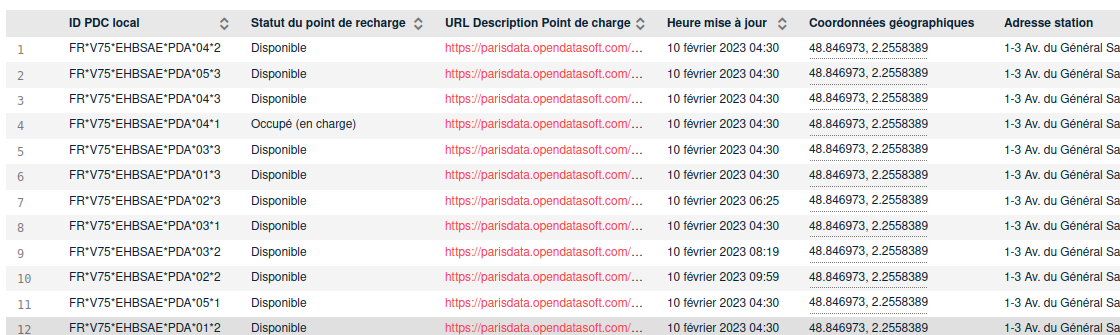 ID PDC local Statut du point de recharge URL Description Point de charge Heure mise à jour Coordonnées géographiques Adresse station
1 FR*V75*EHBSAE*PDA*04*2 Disponible https://parisdata.opendatasoft.com/... 10 février 2023 04:30 48.846973, 2.2558389 1-3 Av. du Général Sa
2 FR*V75*EHBSAE*PDA*05*3 Disponible https://parisdata.opendatasoft.com/... 10 février 2023 04:30 48.846973, 2.2558389 1-3 Av. du Général Sa
3 FR*V75*EHBSAE*PDA*04*3 Disponible https://parisdata.opendatasoft.com/... 10 février 2023 04:30 48.846973, 2.2558389 1-3 Av. du Général Sa
4 FR*V75*EHBSAE*PDA*04*1 Occupé (en charge) https://parisdata.opendatasoft.com/... 10 février 2023 04:30 48.846973, 2.2558389 1-3 Av. du Général Sa
5 FR*V75*EHBSAE*PDA*03*3 Disponible https://parisdata.opendatasoft.com/... 10 février 2023 04:30 48.846973, 2.2558389 1-3 Av. du Général Sa
6 FR*V75*EHBSAE*PDA*01*3 Disponible https://parisdata.opendatasoft.com/... 10 février 2023 04:30 48.846973, 2.2558389 1-3 Av. du Général Sa
7 FR*V75*EHBSAE*PDA*02*3 Disponible https://parisdata.opendatasoft.com/... 10 février 2023 06:25 48.846973, 2.2558389 1-3 Av. du Général Sa
8 FR*V75*EHBSAE*PDA*03*1 Disponible https://parisdata.opendatasoft.com/... 10 février 2023 04:30 48.846973, 2.2558389 1-3 Av. du Général Sa
9 FR*V75*EHBSAE*PDA*03*2 Disponible https://parisdata.opendatasoft.com/... 10 février 2023 08:19 48.846973, 2.2558389 1-3 Av. du Général Sa
10 FR*V75*EHBSAE*PDA*02*2 Disponible https://parisdata.opendatasoft.com/... 10 février 2023 09:59 48.846973, 2.2558389 1-3 Av. du Général Sa
11 FR*V75*EHBSAE*PDA*05*1 Disponible https://parisdata.opendatasoft.com/... 10 février 2023 04:30 48.846973, 2.2558389 1-3 Av. du Général Sa
12 FR*V75*EHBSAE*PDA*01*2 Disponible https://parisdata.opendatasoft.com/... 10 février 2023 04:30 48.846973, 2.2558389 1-3 Av. du Général Sa